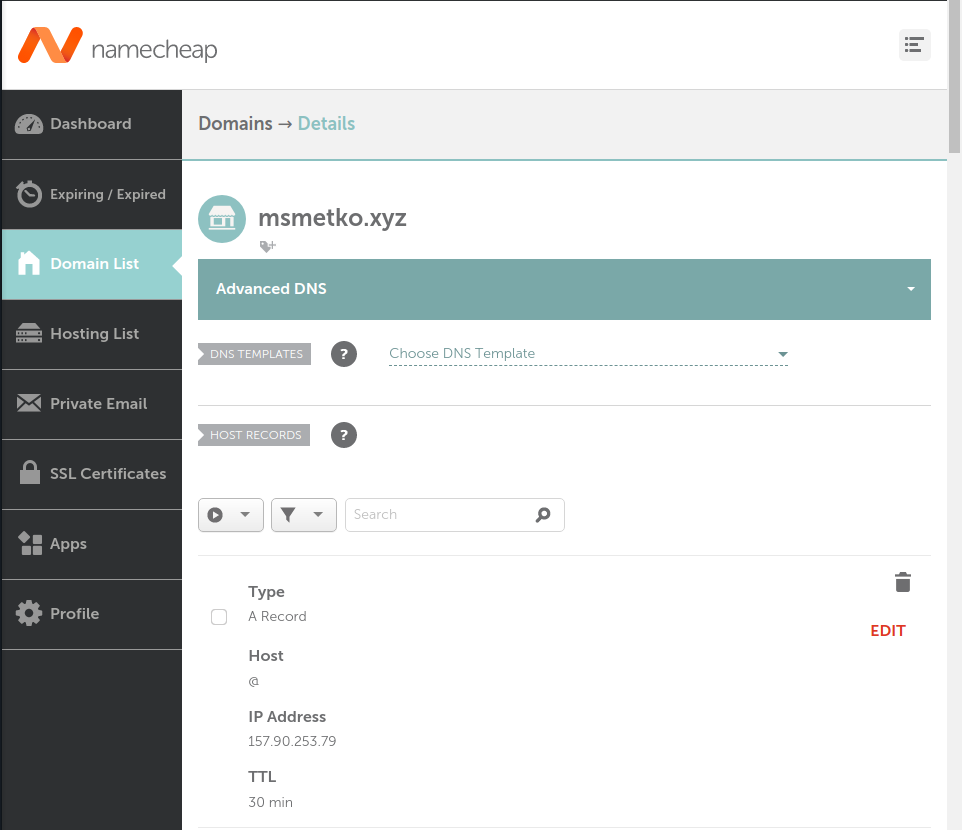 namecheap
Dashboard
Expiring / Expired
Domain List
Hosting List
Private Email
SSL Certificates
Apps
Profile
Domains → Details
msmetko.xyz
Advanced DNS
DNS TEMPLATES ? Choose DNS Template
HOST RECORDS ?
Search
Type
A Record
EDIT
Host
@
IP Address
157.90.253.79
TTL
30 min